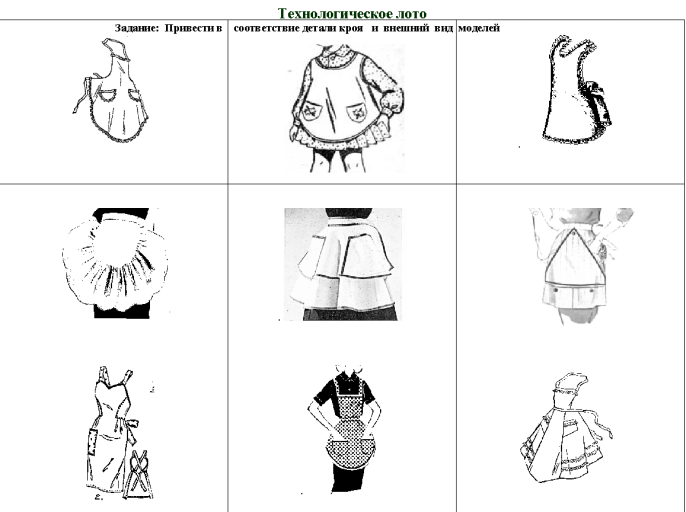 Технологическое лото
Задание: Привести в соответствие детали кроя и внешний вид моделей